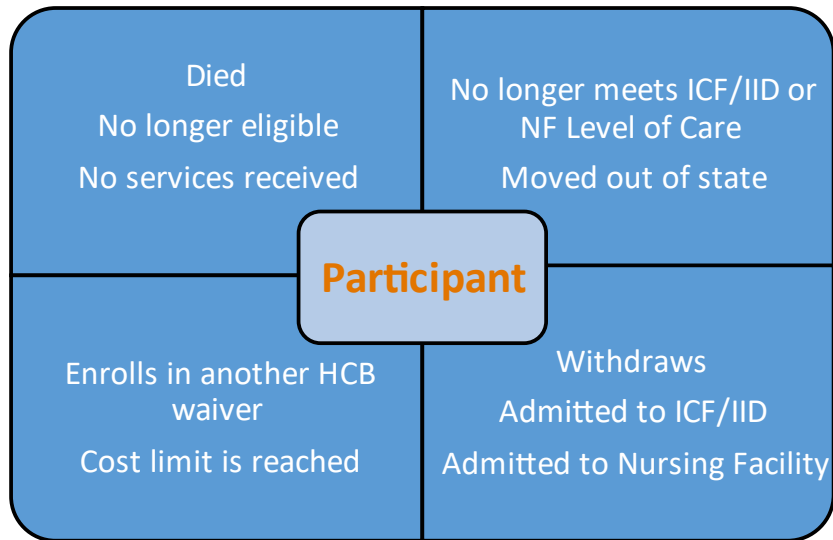 Died
No longer eligible
No services received
No longer meets ICF/IID or
NF Level of Care
Moved out of state
Participant
Enrolls in another HCB
waiver
Cost limit is reached
Withdraws
Admitted to ICF/IID
Admitted to Nursing Facility